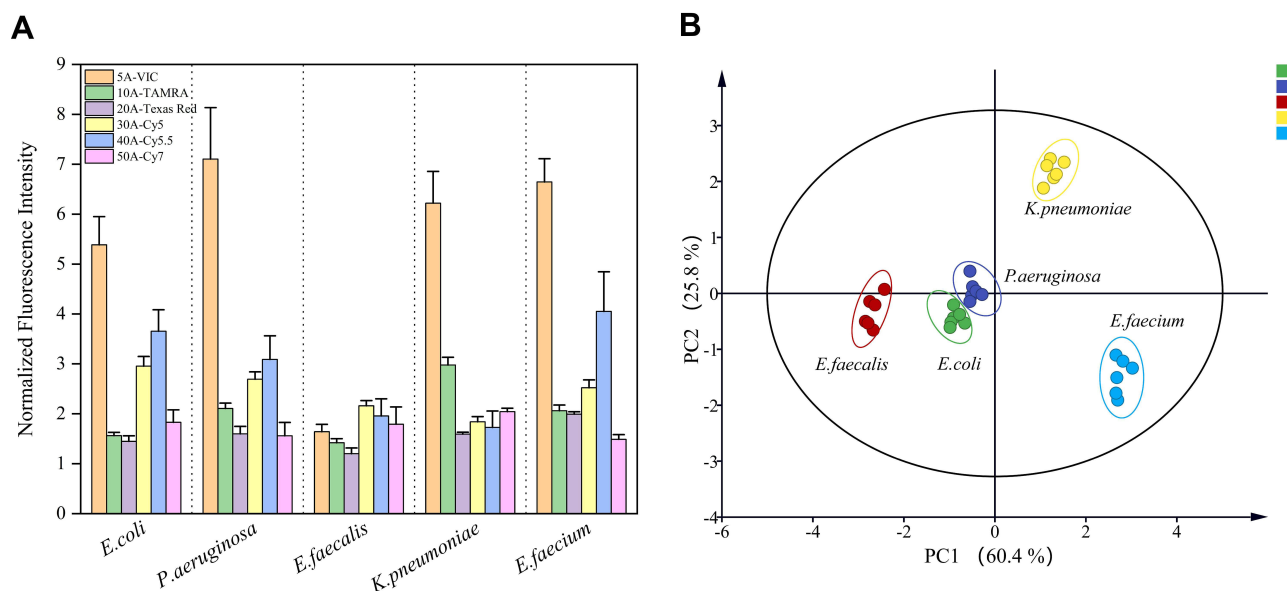 A
Normalized Fluorescence Intensity
9
8
7
6
5
4
3
2
1
0
5A-VIC
10A-TAMRA
20A-Texas Red
30A-Cy5
40A-Cy5.5
50A-Cy7
E.coli
P.aeruginosa
E.faecalis
K.pneumoniae
E.faecium
B
PC2 (25.8 %)
3
2
1
0
-1
-2
-3
-4
-6
-4
-2
0
2
4
PC1 (60.4 %)
K.pneumoniae
P.aeruginosa
E.faecium
E.faecalis
E.coli